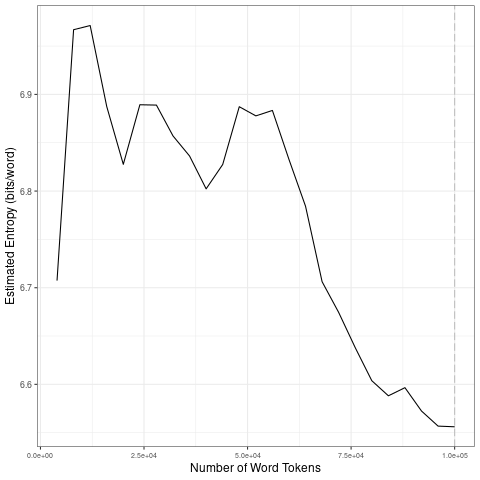 Estimated Entropy (bits/word)
6.9
6.8
6.7
6.6
0.0e+00 2.5e+04 5.0e+04 7.5e+04 1.0e+05
Number of Word Tokens